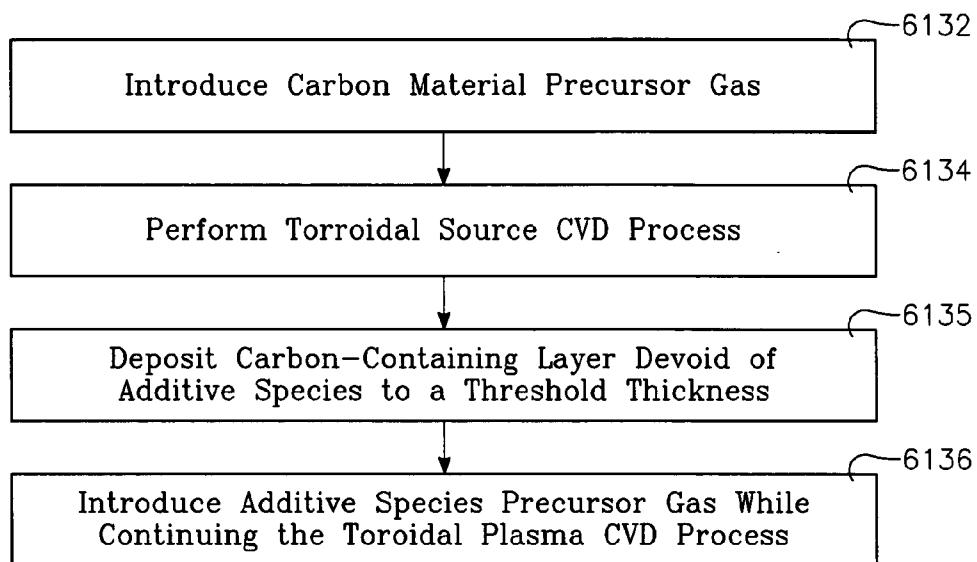 6132
Introduce Carbon Material Precursor Gas
6134
Perform Torroidal Source CVD Process
6135
Deposit Carbon-Containing Layer Devoid of
Additive Species to a Threshold Thickness
6136
Introduce Additive Species Precursor Gas While
Continuing the Toroidal Plasma CVD Process